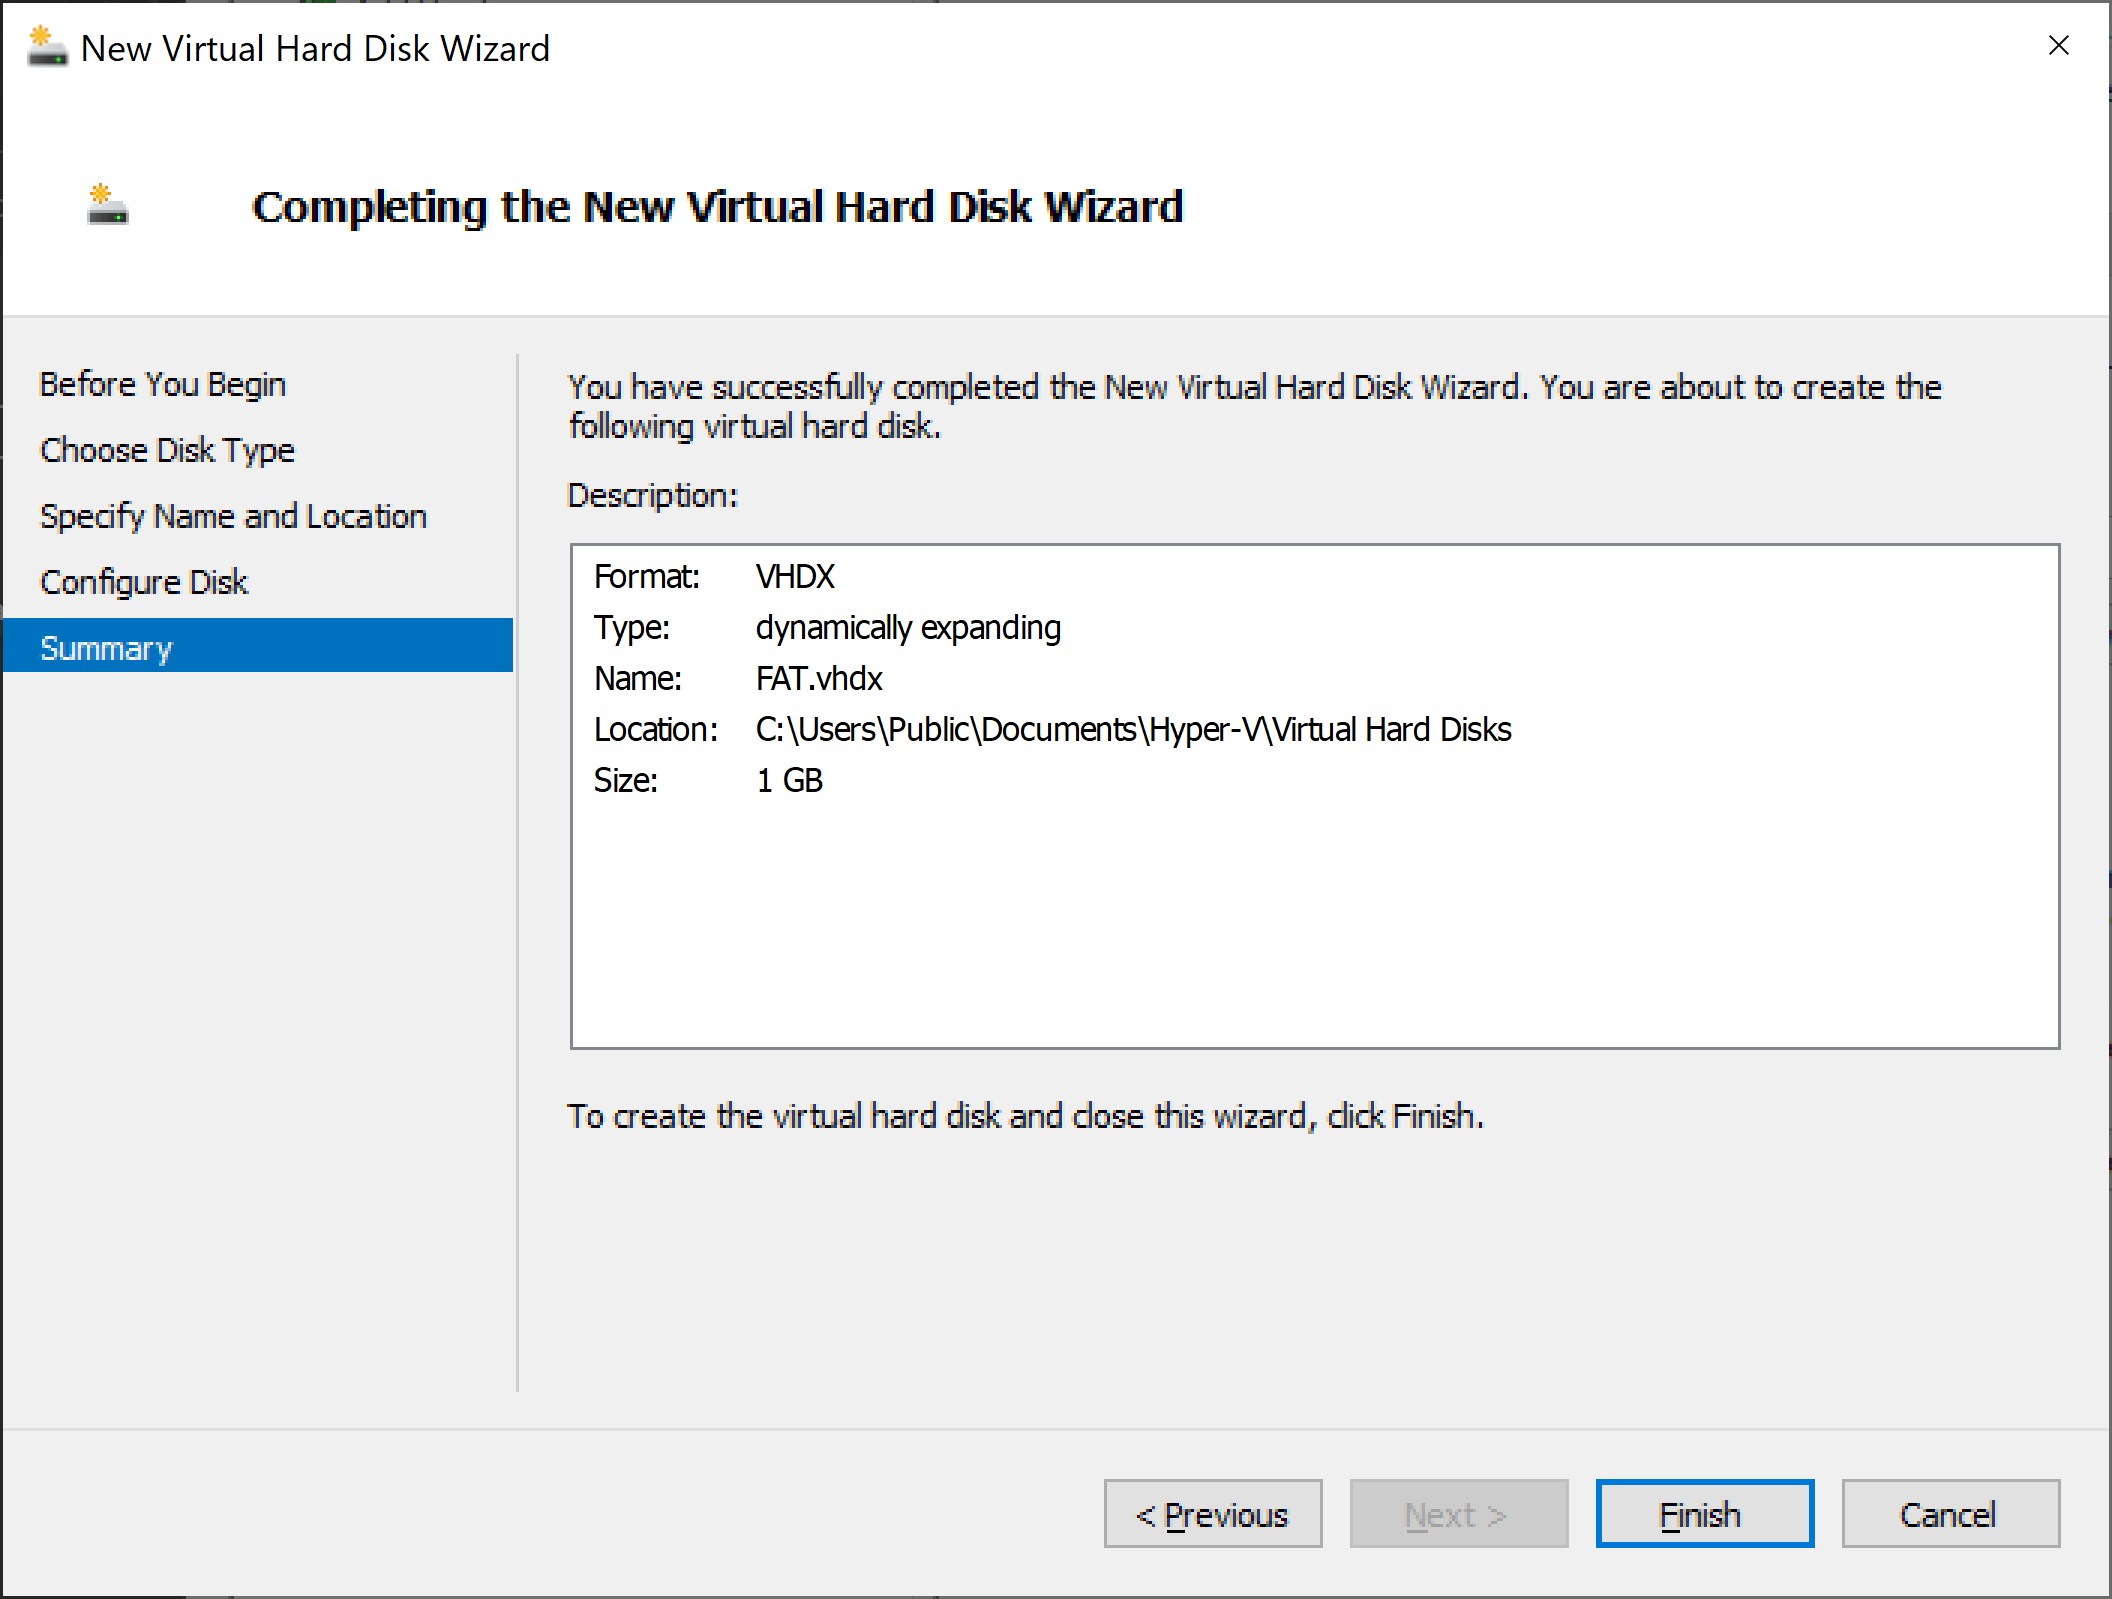 New Virtual Hard Disk Wizard
Completing the New Virtual Hard Disk Wizard
Before You Begin
Choose Disk Type
Specify Name and Location
Configure Disk
Summary
You have successfully completed the New Virtual Hard Disk Wizard. You are about to create the
following virtual hard disk.
Description:
Format: VHDX
Type: dynamically expanding
Name: FAT.vhdx
Location: C:\Users\Public\Documents\Hyper-V\Virtual Hard Disks
Size: 1 GB
To create the virtual hard disk and close this wizard, click Finish.
< Previous Next > Finish Cancel